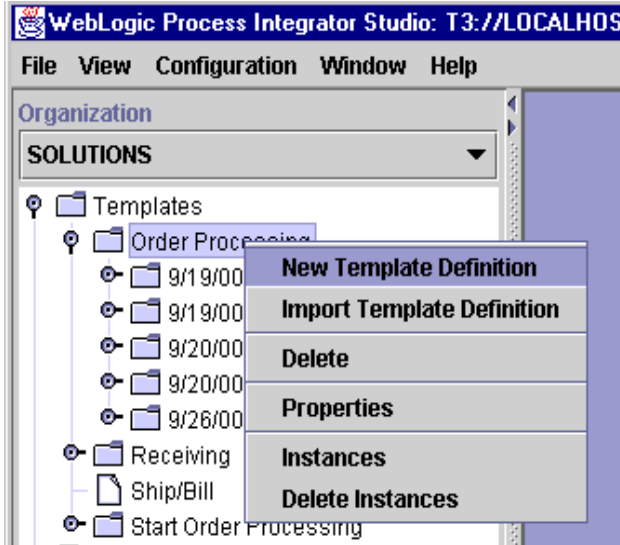 WebLogic Process Integrator Studio: T3://LOCALHOS
File View Configuration Window Help
Organization
SOLUTIONS
Templates
Order Processing
9/19/00
9/19/00
9/20/00
9/20/00
9/26/00
Receiving
Ship/Bill
Start Order Processing
New Template Definition
Import Template Definition
Delete
Properties
Instances
Delete Instances